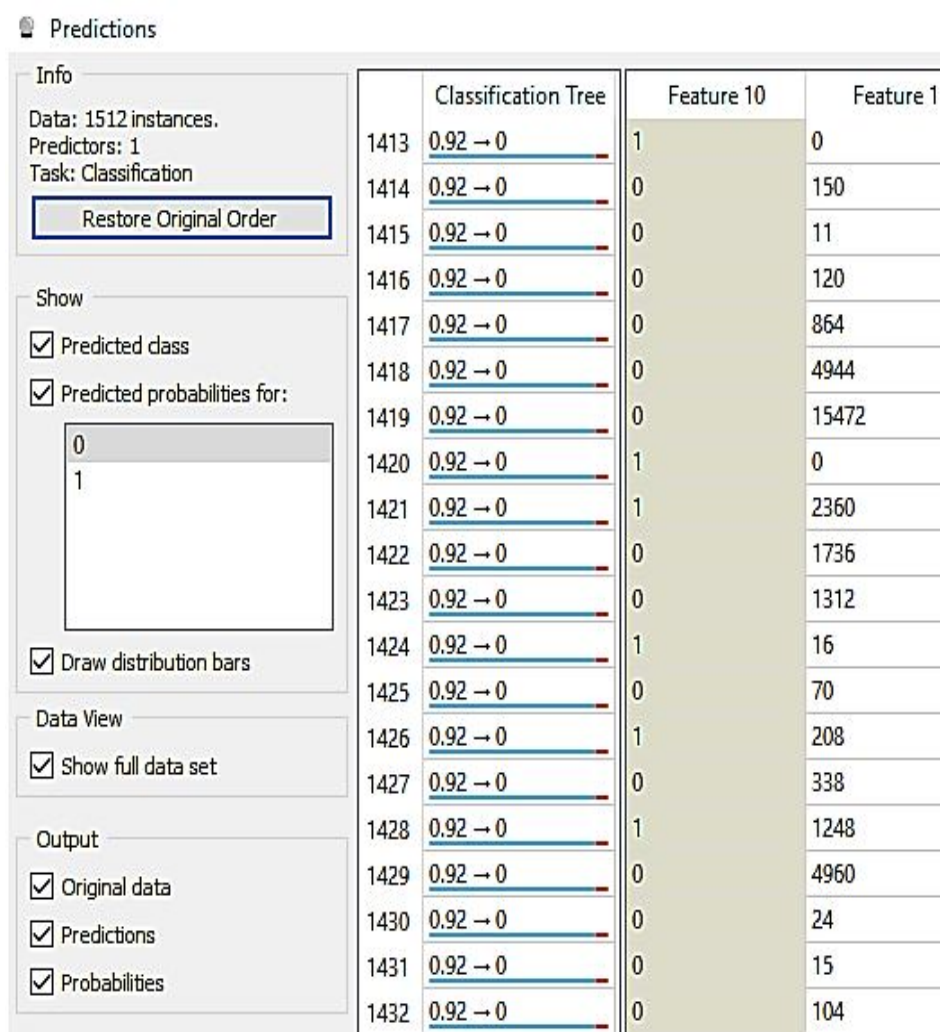 Predictions
Info
Data: 1512 instances.
Predictors: 1
Task: Classification
Restore Original Order
Show
Predicted class
Predicted probabilities for:
0
1
Draw distribution bars
Data View
Show full data set
Output
Original data
Predictions
Probabilities
Classification Tree Feature 10 Feature 1
1413 0.92 → 0 1 0
1414 0.92 → 0 0 150
1415 0.92 → 0 0 11
1416 0.92 → 0 0 120
1417 0.92 → 0 0 864
1418 0.92 → 0 0 4944
1419 0.92 → 0 0 15472
1420 0.92 → 0 1 0
1421 0.92 → 0 1 2360
1422 0.92 → 0 0 1736
1423 0.92 → 0 0 1312
1424 0.92 → 0 1 16
1425 0.92 → 0 0 70
1426 0.92 → 0 1 208
1427 0.92 → 0 0 338
1428 0.92 → 0 1 1248
1429 0.92 → 0 0 4960
1430 0.92 → 0 0 24
1431 0.92 → 0 0 15
1432 0.92 → 0 0 104